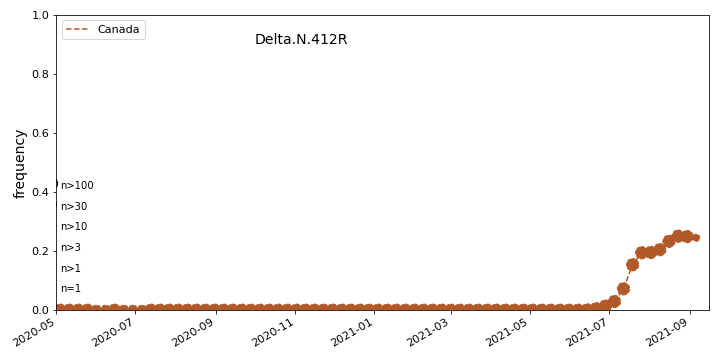 Canada
Delta.N.412R
frequency
1.0
0.8
0.6
0.4
0.2
0.0
n>100
n>30
n>10
n>3
n>1
n=1
2020-05
2020-07
2020-09
2020-11
2021-01
2021-03
2021-05
2021-07
2021-09